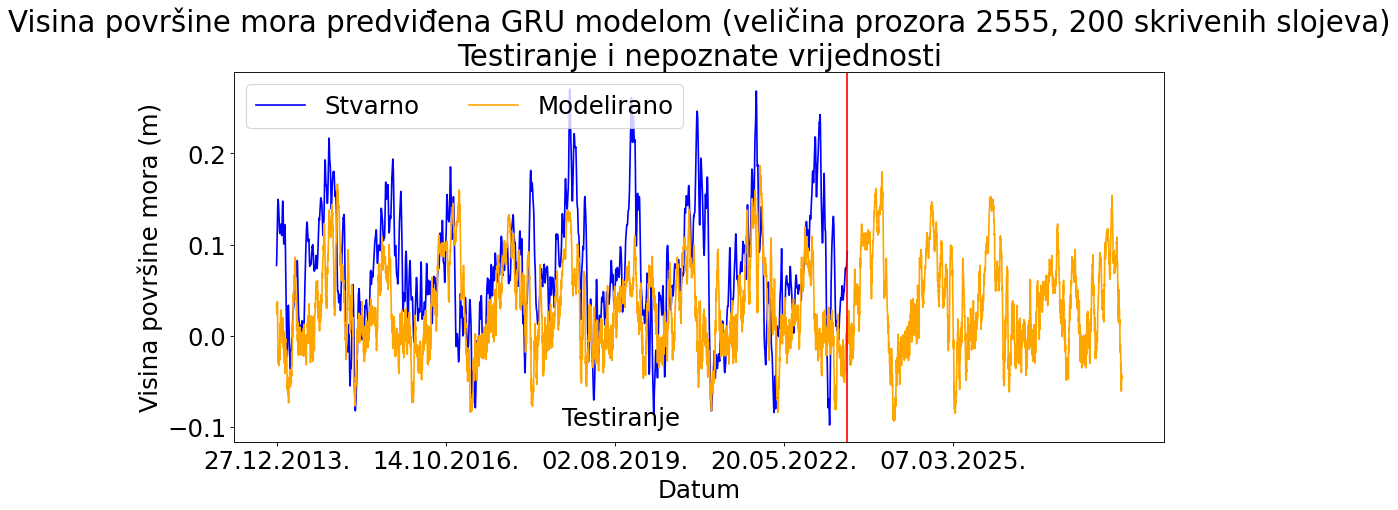 Visina površine mora predviđena GRU modelom (veličina prozora 2555, 200 skrivenih slojeva)
Testiranje i nepoznate vrijednosti
Stvarno
Modelirano
Visina površine mora (m)
0.2
0.1
0.0
−0.1
Testiranje
27.12.2013.
14.10.2016.
02.08.2019.
20.05.2022.
07.03.2025.
Datum